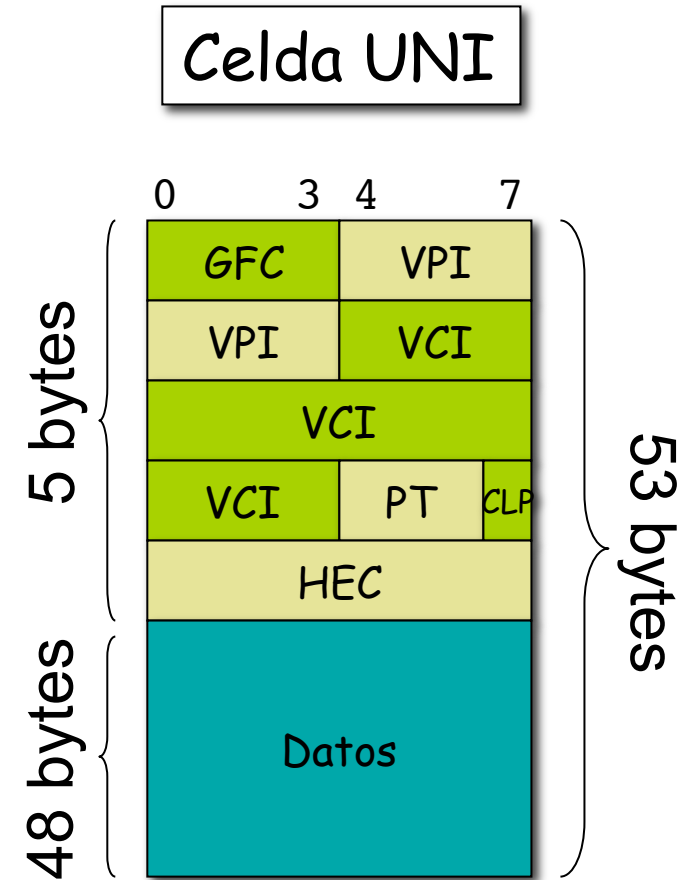 Celda UNI
0 3 4 7
GFC VPI
VPI VCI
VCI
VCI PT CLP
HEC
Datos
5 bytes
48 bytes
53 bytes